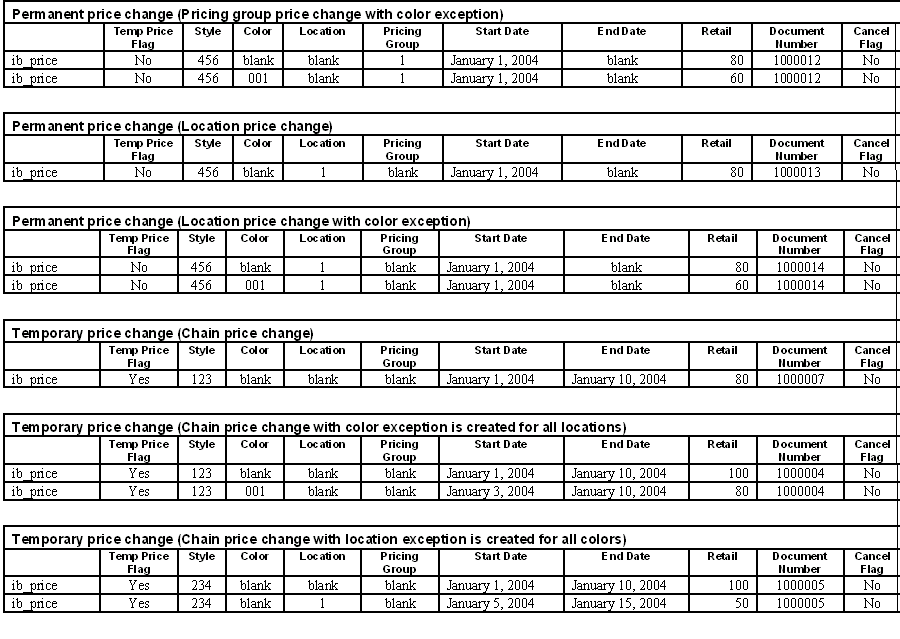 Permanent price change (Pricing group price change with color exception)
Temp Price Flag Style Color Location Pricing Group Start Date End Date Retail Document Number Cancel Flag
ib_price No 456 blank blank 1 January 1, 2004 blank 80 1000012 No
ib_price No 456 001 blank 1 January 1, 2004 blank 60 1000012 No
Permanent price change (Location price change)
Temp Price Flag Style Color Location Pricing Group Start Date End Date Retail Document Number Cancel Flag
ib_price No 456 blank 1 blank January 1, 2004 blank 80 1000013 No
Permanent price change (Location price change with color exception)
Temp Price Flag Style Color Location Pricing Group Start Date End Date Retail Document Number Cancel Flag
ib_price No 456 blank 1 blank January 1, 2004 blank 80 1000014 No
ib_price No 456 001 1 blank January 1, 2004 blank 60 1000014 No
Temporary price change (Chain price change)
Temp Price Flag Style Color Location Pricing Group Start Date End Date Retail Document Number Cancel Flag
ib_price Yes 123 blank blank blank January 1, 2004 January 10, 2004 80 1000007 No
Temporary price change (Chain price change with color exception is created for all locations)
Temp Price Flag Style Color Location Pricing Group Start Date End Date Retail Document Number Cancel Flag
ib_price Yes 123 blank blank blank January 1, 2004 January 10, 2004 100 1000004 No
ib_price Yes 123 001 blank blank January 3, 2004 January 10, 2004 80 1000004 No
Temporary price change (Chain price change with location exception is created for all colors)
Temp Price Flag Style Color Location Pricing Group Start Date End Date Retail Document Number Cancel Flag
ib_price Yes 234 blank blank blank January 1, 2004 January 10, 2004 100 1000005 No
ib_price Yes 234 blank 1 blank January 5, 2004 January 15, 2004 50 1000005 No